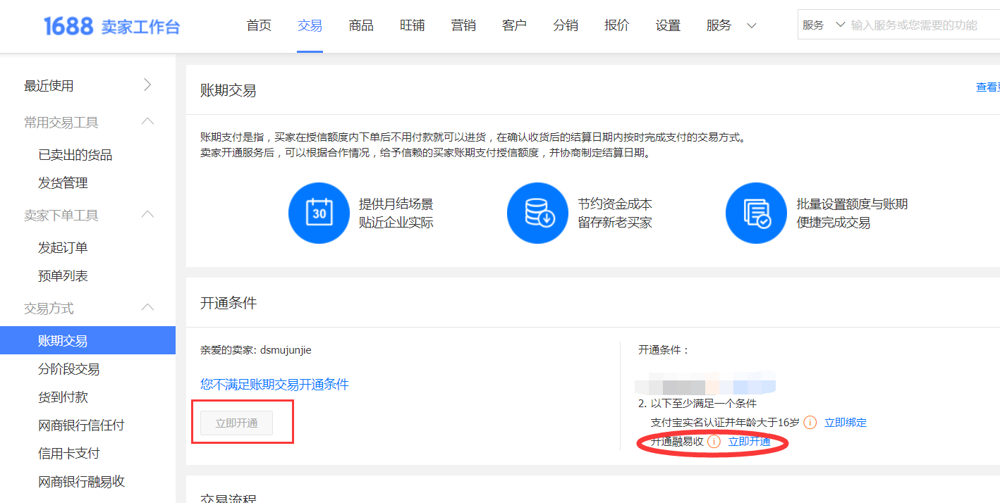 1688 卖家工作台
首页 交易 商品 旺铺 营销 客户 分销 报价 设置 服务
服务 输入服务或您需要的功能
最近使用
常用交易工具
已卖出的货品
发货管理
卖家下单工具
发起订单
预单列表
交易方式
账期交易
分阶段交易
货到付款
网商银行信任付
信用卡支付
网商银行融易收
账期交易
查看
账期支付是指，买家在授信额度内下单后不用付款就可以进货，在确认收货后的结算日期内按时完成支付的交易方式。
卖家开通服务后，可以根据合作情况，给予信赖的买家账期支付授信额度，并协商制定结算日期。
30
提供月结场景
贴近企业实际
节约资金成本
留存新老买家
批量设置额度与账期
便捷完成交易
开通条件
亲爱的卖家: dsmujunjie
您不满足账期交易开通条件
立即开通
开通条件：
2. 以下至少满足一个条件
支付宝实名认证并年龄大于16岁 立即绑定
开通融易收 立即开通
交易流程